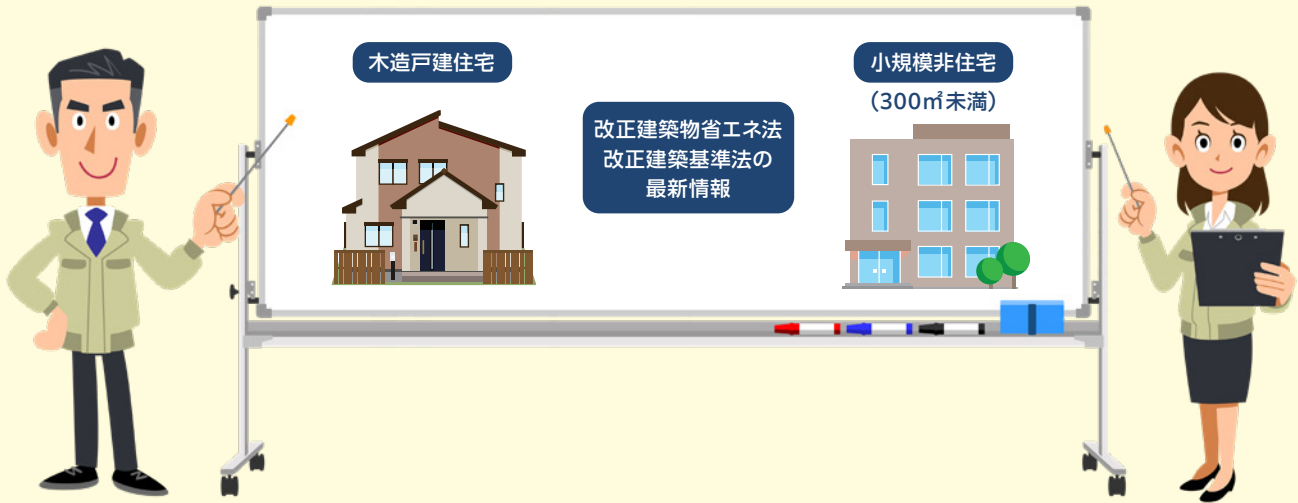 木造戸建住宅
改正建築物省エネ法
改正建築基準法の
最新情報
小規模非住宅
（300㎡未満）